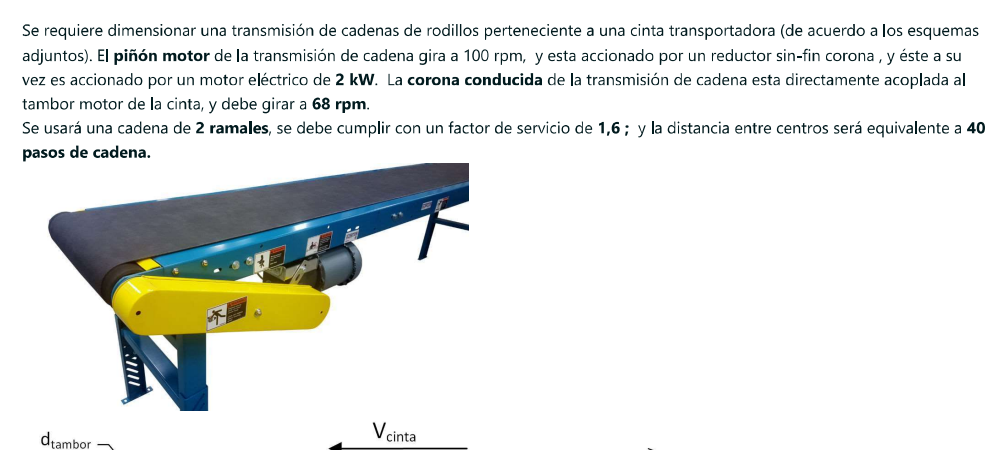 Se requiere dimensionar una transmisión de cadenas de rodillos perteneciente a una cinta transportadora (de acuerdo a los esquemas
adjuntos). El piñón motor de la transmisión de cadena gira a 100 rpm, y esta accionado por un reductor sin-fin corona , y éste a su
vez es accionado por un motor eléctrico de 2 kW. La corona conducida de la transmisión de cadena esta directamente acoplada al
tambor motor de la cinta, y debe girar a 68 rpm.
Se usará una cadena de 2 ramales, se debe cumplir con un factor de servicio de 1,6 ; y la distancia entre centros será equivalente a 40
pasos de cadena.
d_tambor
V_cinta